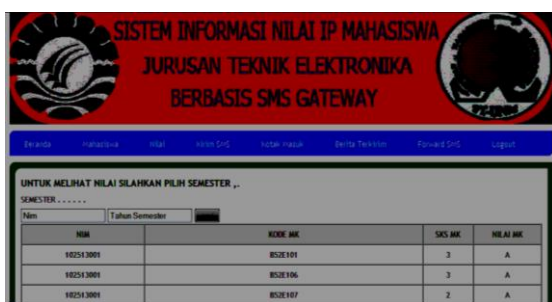 SISTEM INFORMASI NILAI IP MAHASISWA
JURUSAN TEKNIK ELEKTRONIKA
BERBASIS SMS GATEWAY
Beranda Mahasiswa Nilai Kirim SMS Kotak Masuk Berita Terkirim Forward SMS Logout
UNTUK MELIHAT NILAI SILAHKAN PILIH SEMESTER ,.
SEMESTER . . . . . .
Nim Tahun Semester
NIM KODE MK SKS MK NILAI MK
102513001 B52E101 3 A
102513001 B52E106 3 A
102513001 B52E107 2 A